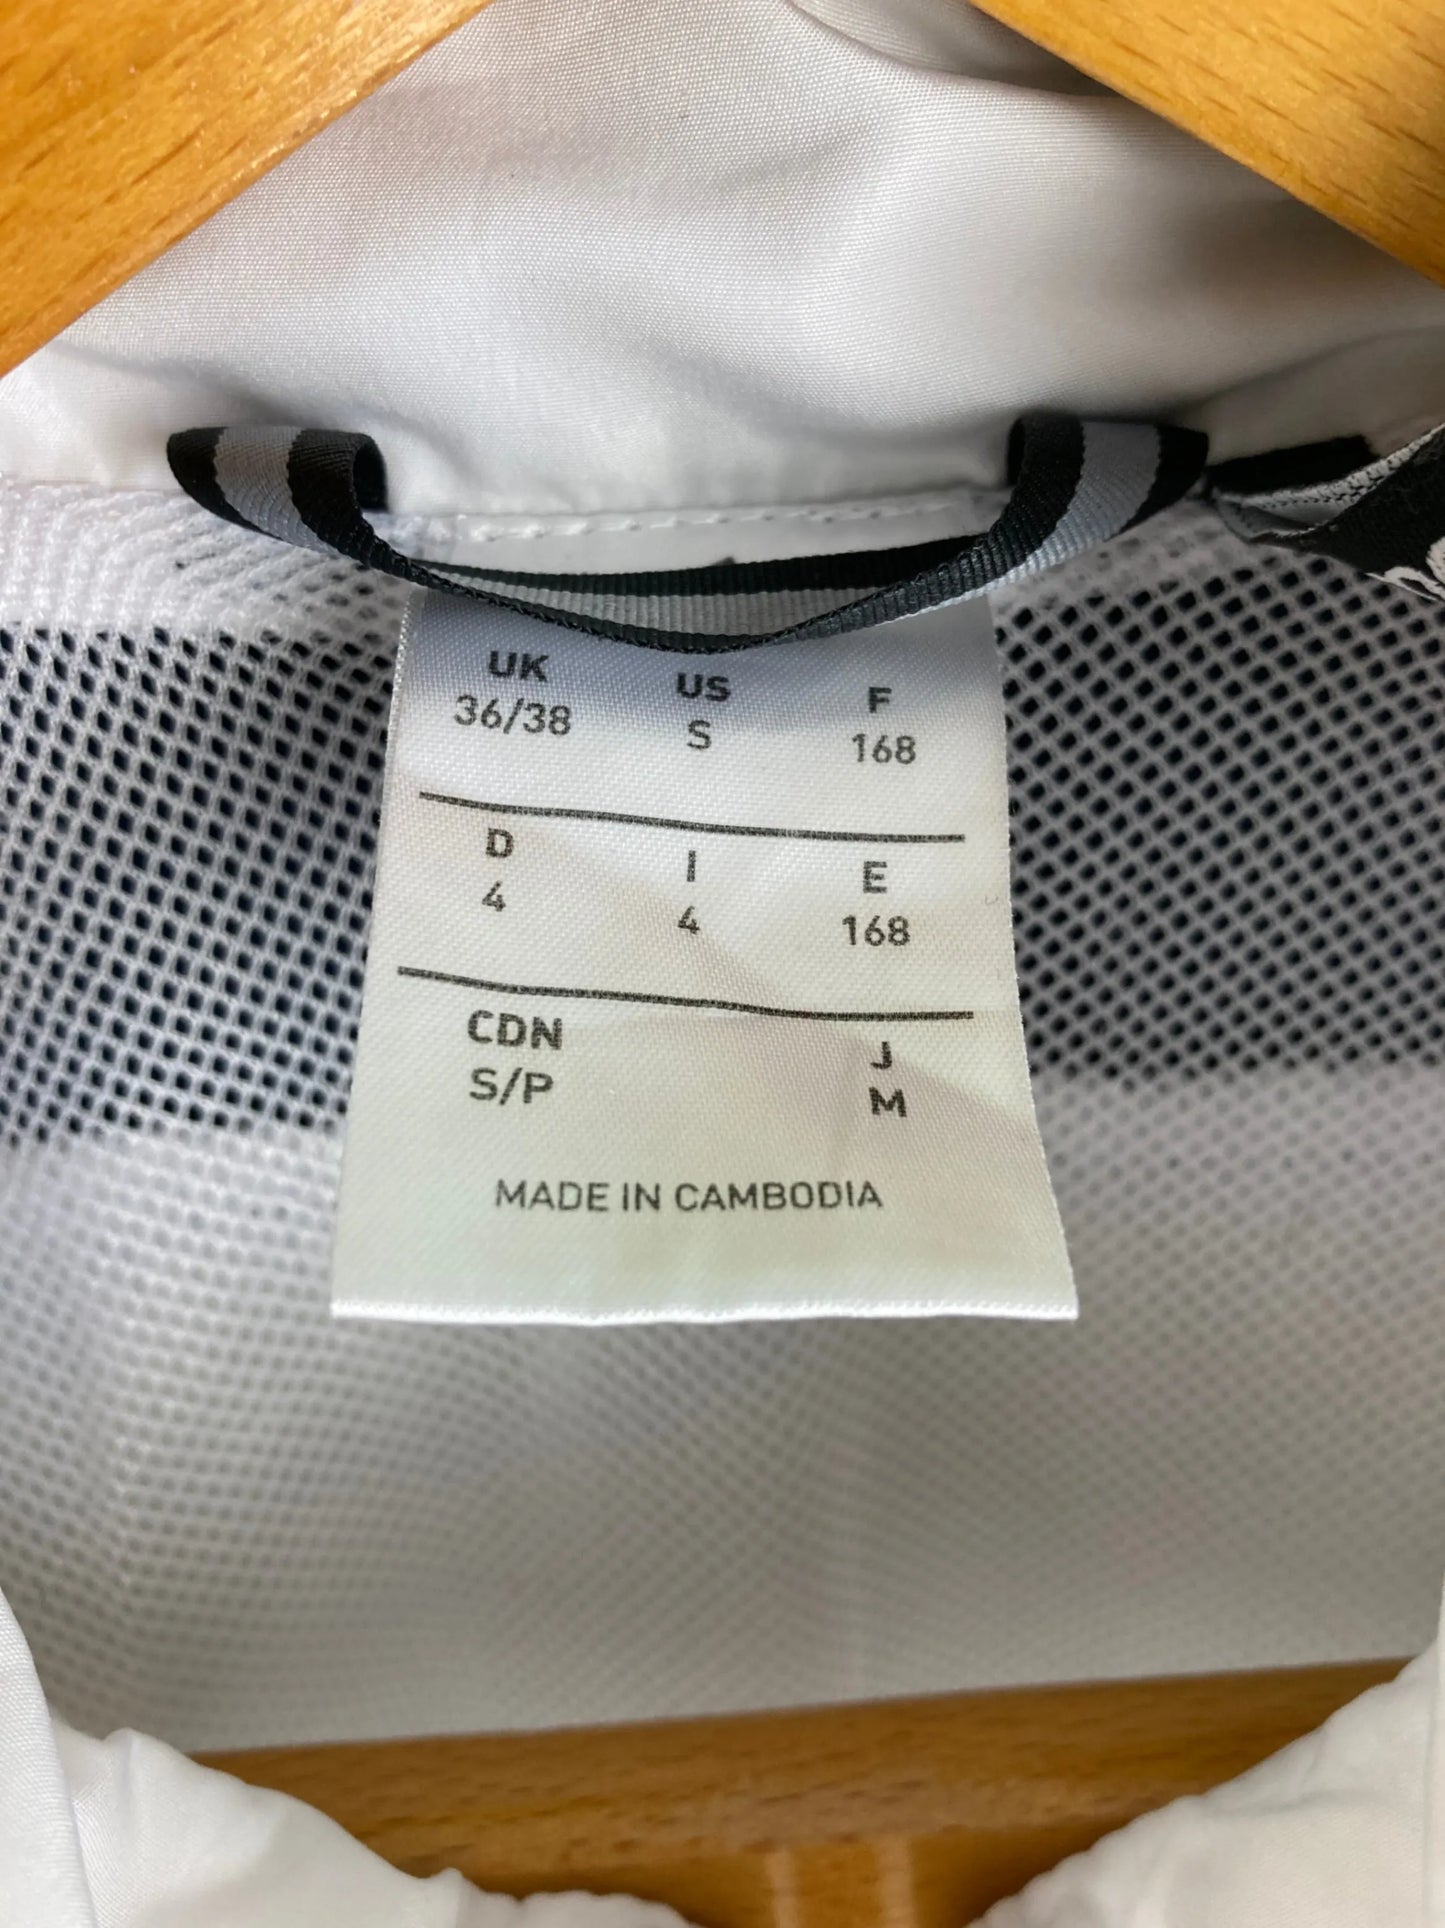 UK US F
36/38 S 168
D I E
4 4 168
CDN J
S/P M
MADE IN CAMBODIA